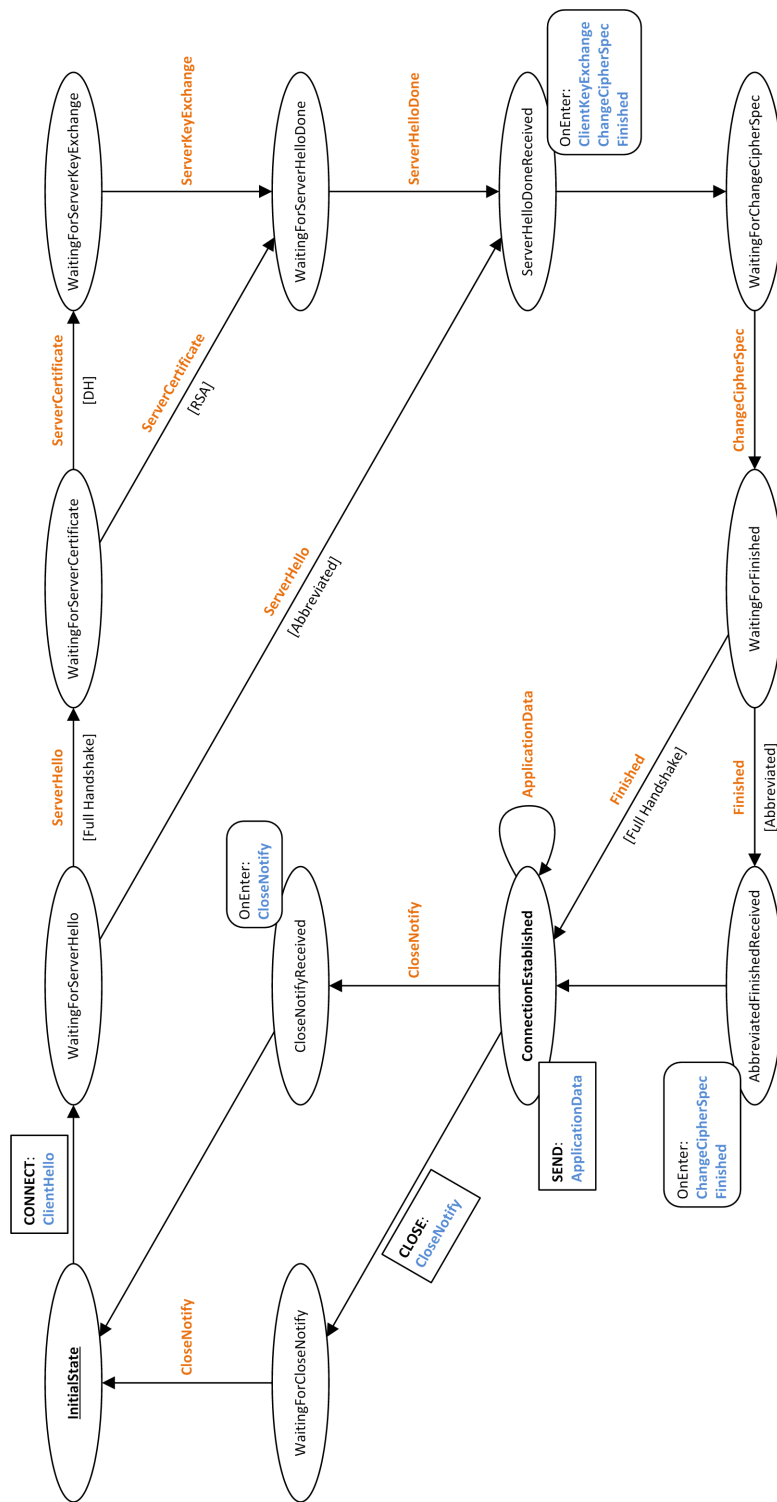 InitialState
CONNECT:
ClientHello
WaitingForServerHello
ServerHello
[Full Handshake]
WaitingForServerCertificate
ServerCertificate
[DH]
WaitingForServerKeyExchange
CloseNotify
ServerHello
[Abbreviated]
ServerCertificate
[RSA]
ServerKeyExchange
WaitingForCloseNotify
CloseNotifyReceived
OnEnter:
CloseNotify
WaitingForServerHelloDone
CLOSE:
CloseNotify
CloseNotify
ServerHelloDone
SEND:
ApplicationData
ConnectionEstablished
ApplicationData
ServerHelloDoneReceived
OnEnter:
ClientKeyExchange
ChangeCipherSpec
Finished
Finished
[Full Handshake]
OnEnter:
ChangeCipherSpec
Finished
AbbreviatedFinishedReceived
Finished
[Abbreviated]
WaitingForFinished
ChangeCipherSpec
WaitingForChangeCipherSpec